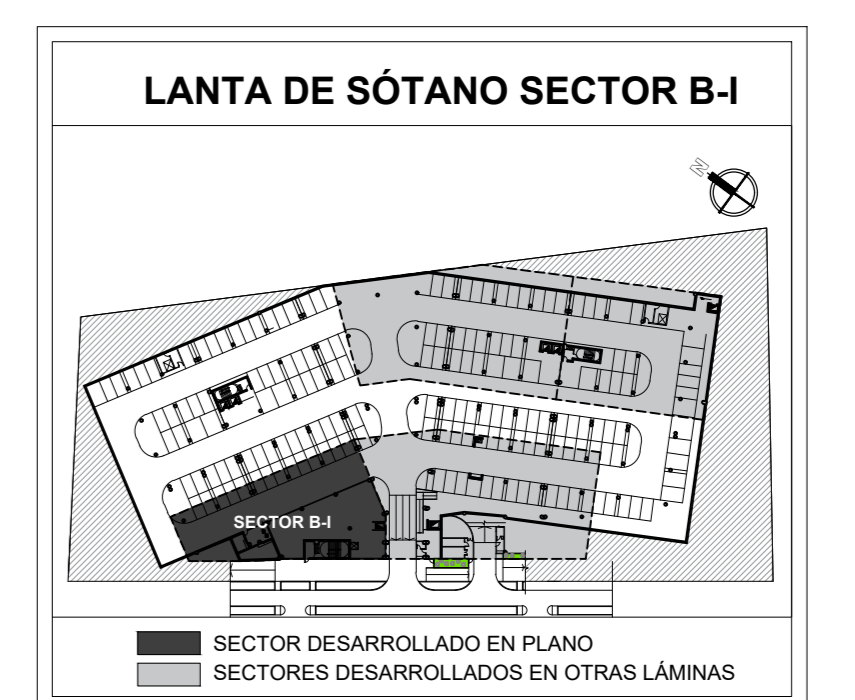 LANTA DE SÓTANO SECTOR B-I
N
SECTOR B-I
SECTOR DESARROLLADO EN PLANO
SECTORES DESARROLLADOS EN OTRAS LÁMINAS